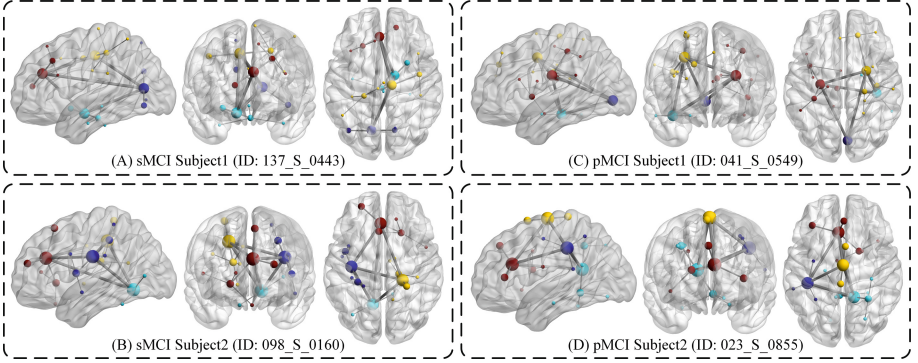 (A) sMCI Subject1 (ID: 137_S_0443)
(C) pMCI Subject1 (ID: 041_S_0549)
(B) sMCI Subject2 (ID: 098_S_0160)
(D) pMCI Subject2 (ID: 023_S_0855)